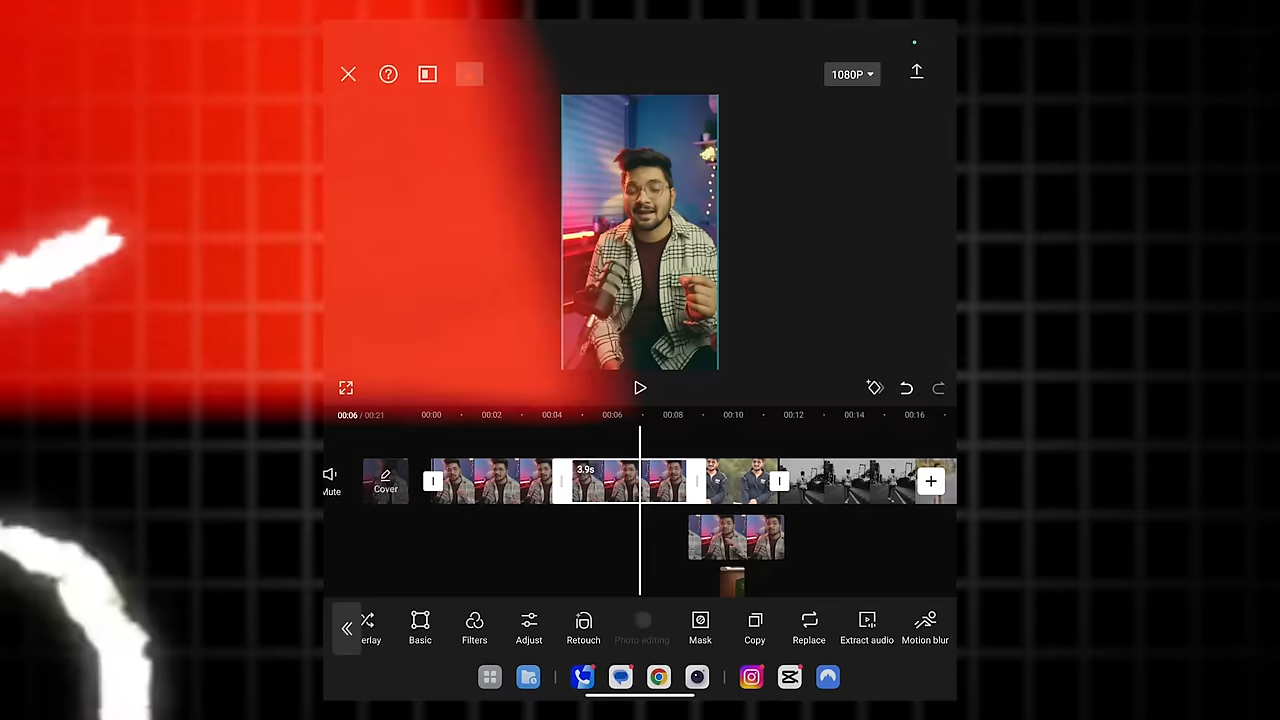 1080P
00:06 / 00:21
00:00
00:02
00:04
00:06
00:08
00:10
00:12
00:14
00:16
Mute
Cover
3.9s
erlay
Basic
Filters
Adjust
Retouch
Photo editing
Mask
Copy
Replace
Extract audio
Motion blur